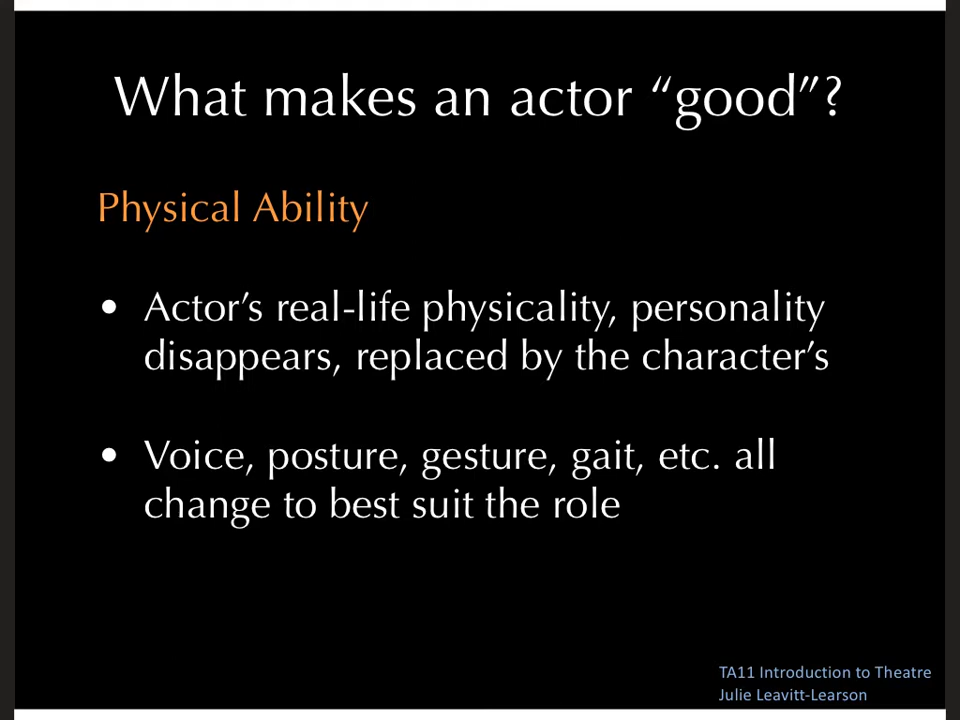 What makes an actor “good”?
Physical Ability
• Actor’s real-life physicality, personality
disappears, replaced by the character’s
• Voice, posture, gesture, gait, etc. all
change to best suit the role
TA11 Introduction to Theatre
Julie Leavitt-Learson